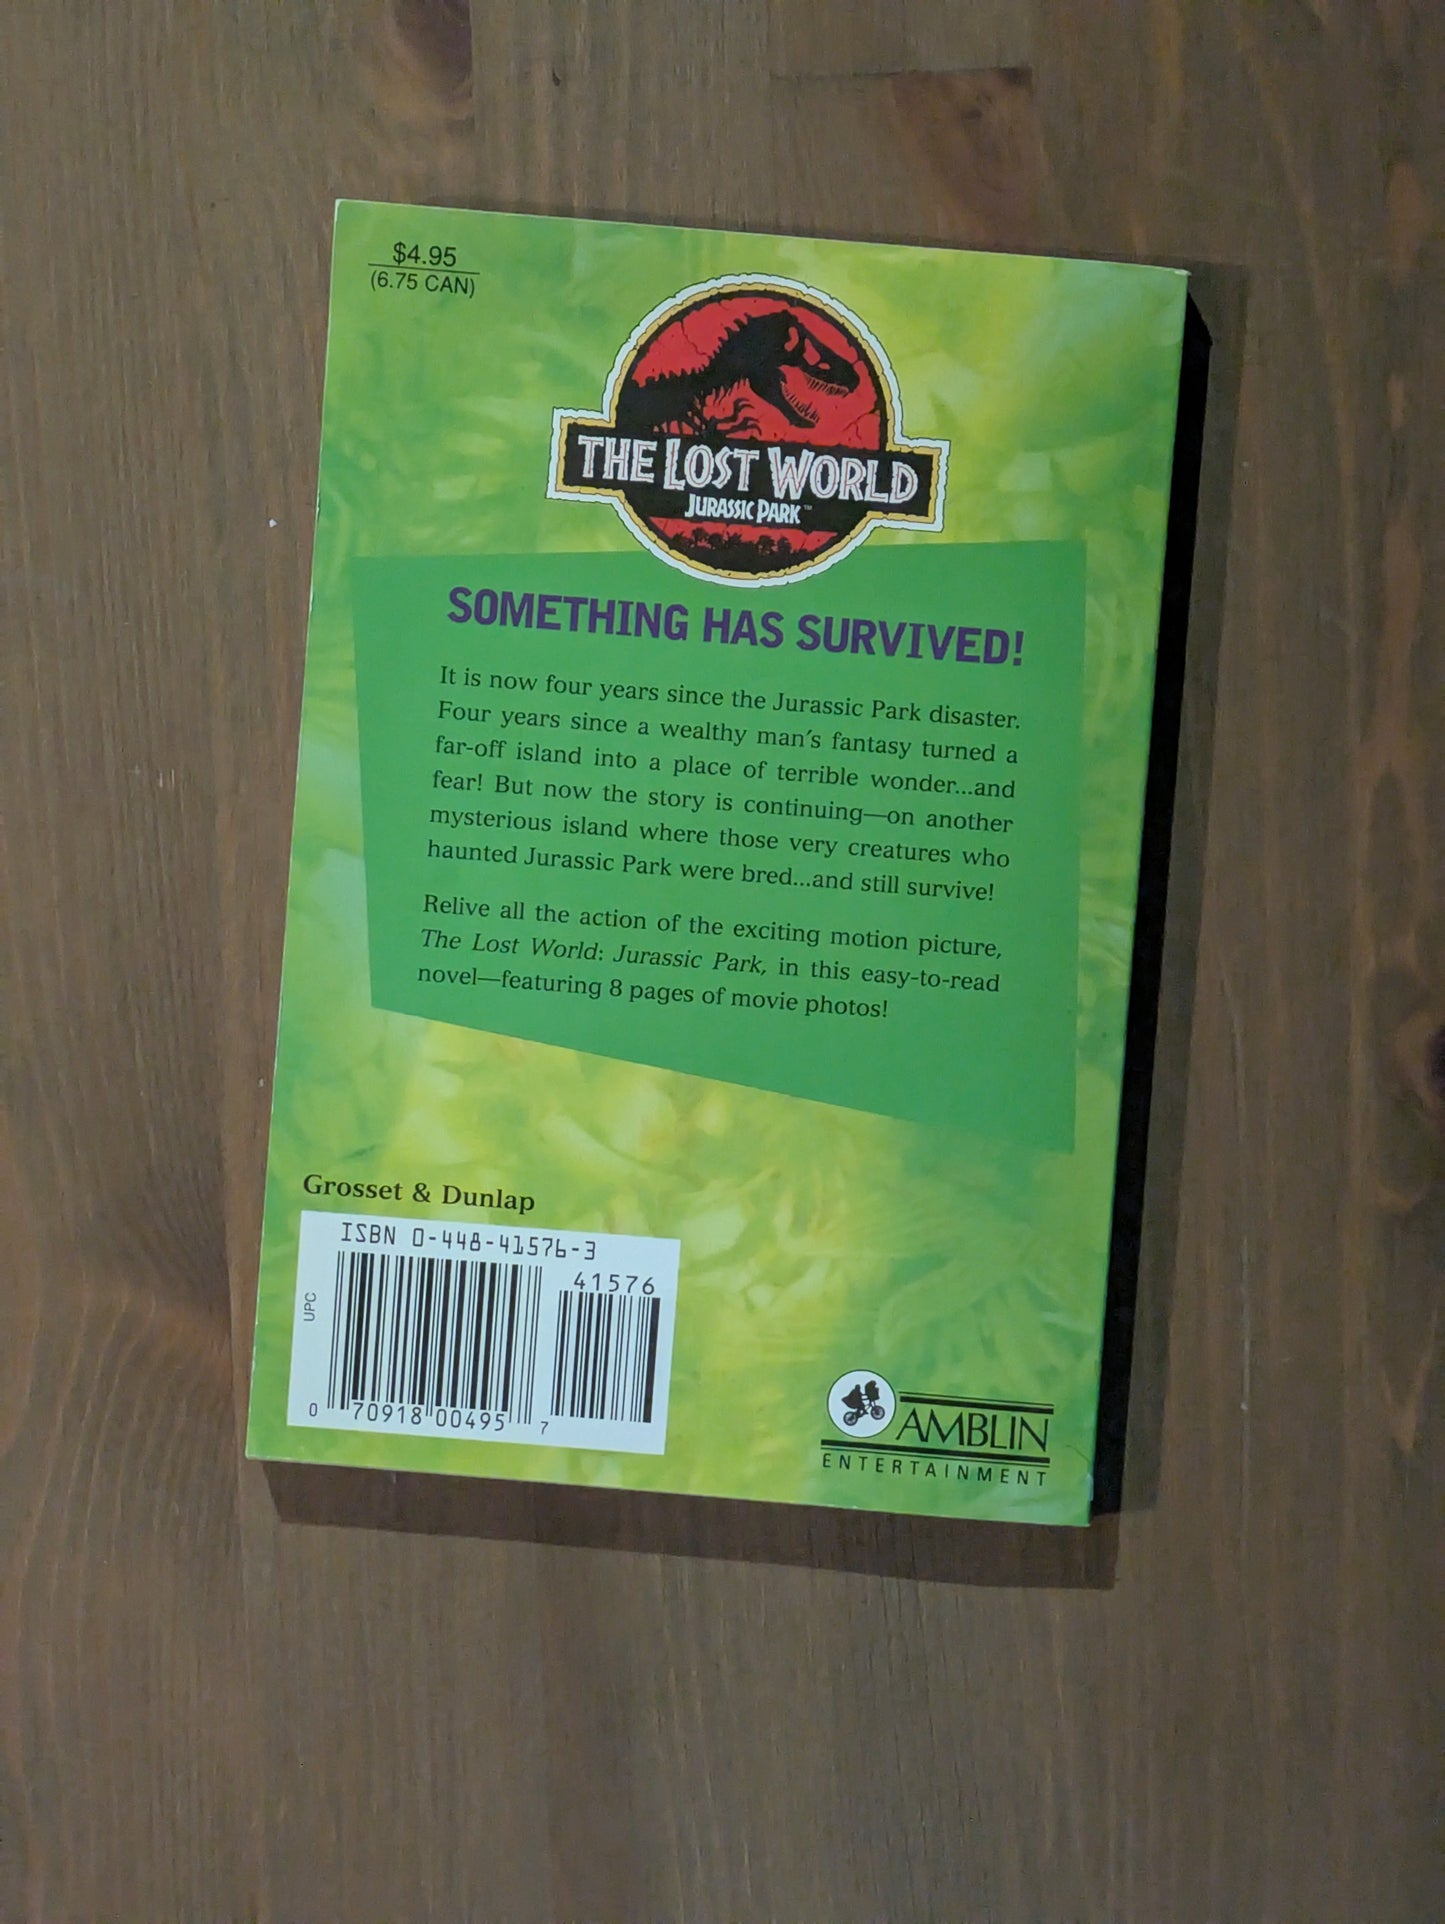 $4.95
(6.75 CAN)
THE LOST WORLD
JURASSIC PARK™
SOMETHING HAS SURVIVED!
It is now four years since the Jurassic Park disaster.
Four years since a wealthy man's fantasy turned a
far-off island into a place of terrible wonder...and
fear! But now the story is continuing—on another
mysterious island where those very creatures who
haunted Jurassic Park were bred...and still survive!
Relive all the action of the exciting motion picture,
The Lost World: Jurassic Park, in this easy-to-read
novel—featuring 8 pages of movie photos!
Grosset & Dunlap
ISBN 0-448-41576-3
41576
UPC
0 70918 00495 7
AMBLIN
ENTERTAINMENT